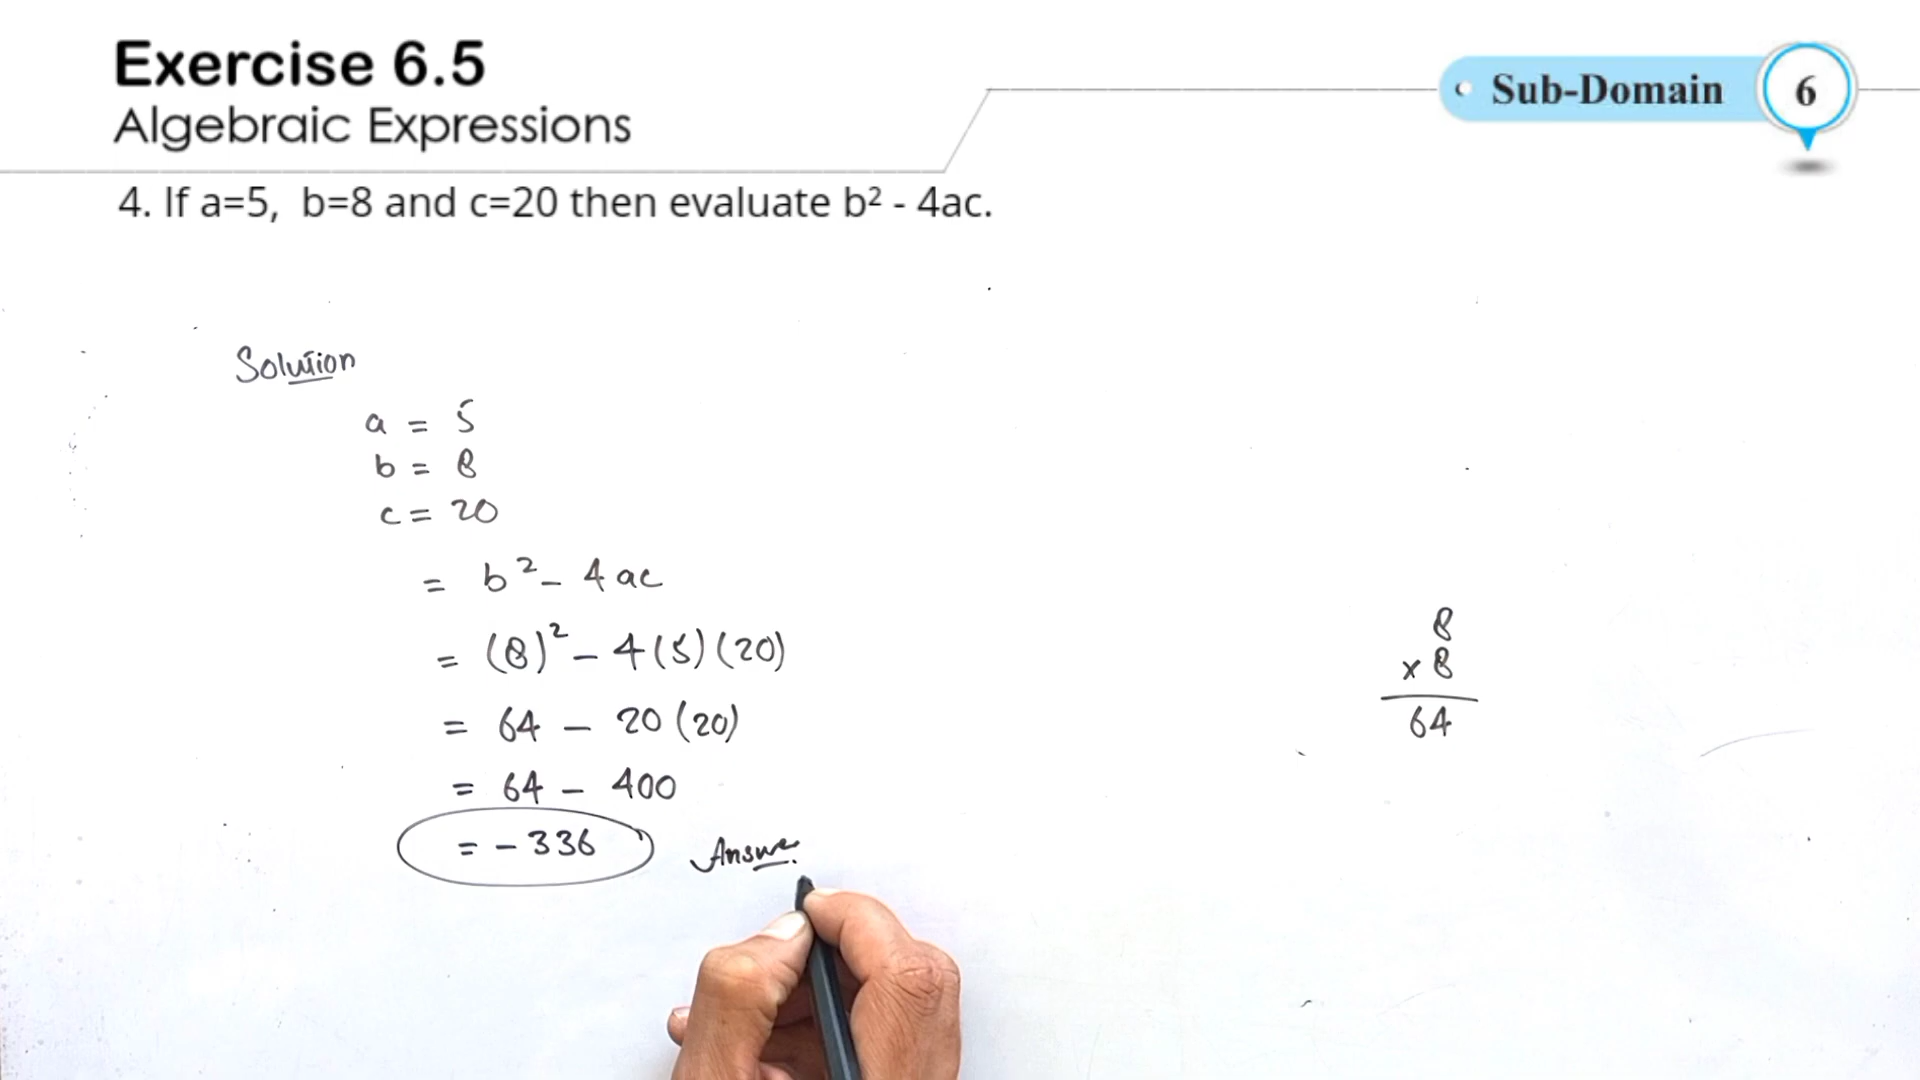 Exercise 6.5
Algebraic Expressions
Sub-Domain 6
4. If a=5, b=8 and c=20 then evaluate b² - 4ac.
Solution
a = 5
b = 8
c = 20
= b² - 4ac
= (8)² - 4(5)(20)
= 64 - 20(20)
= 64 - 400
= - 336 Answer
8
× 8
64